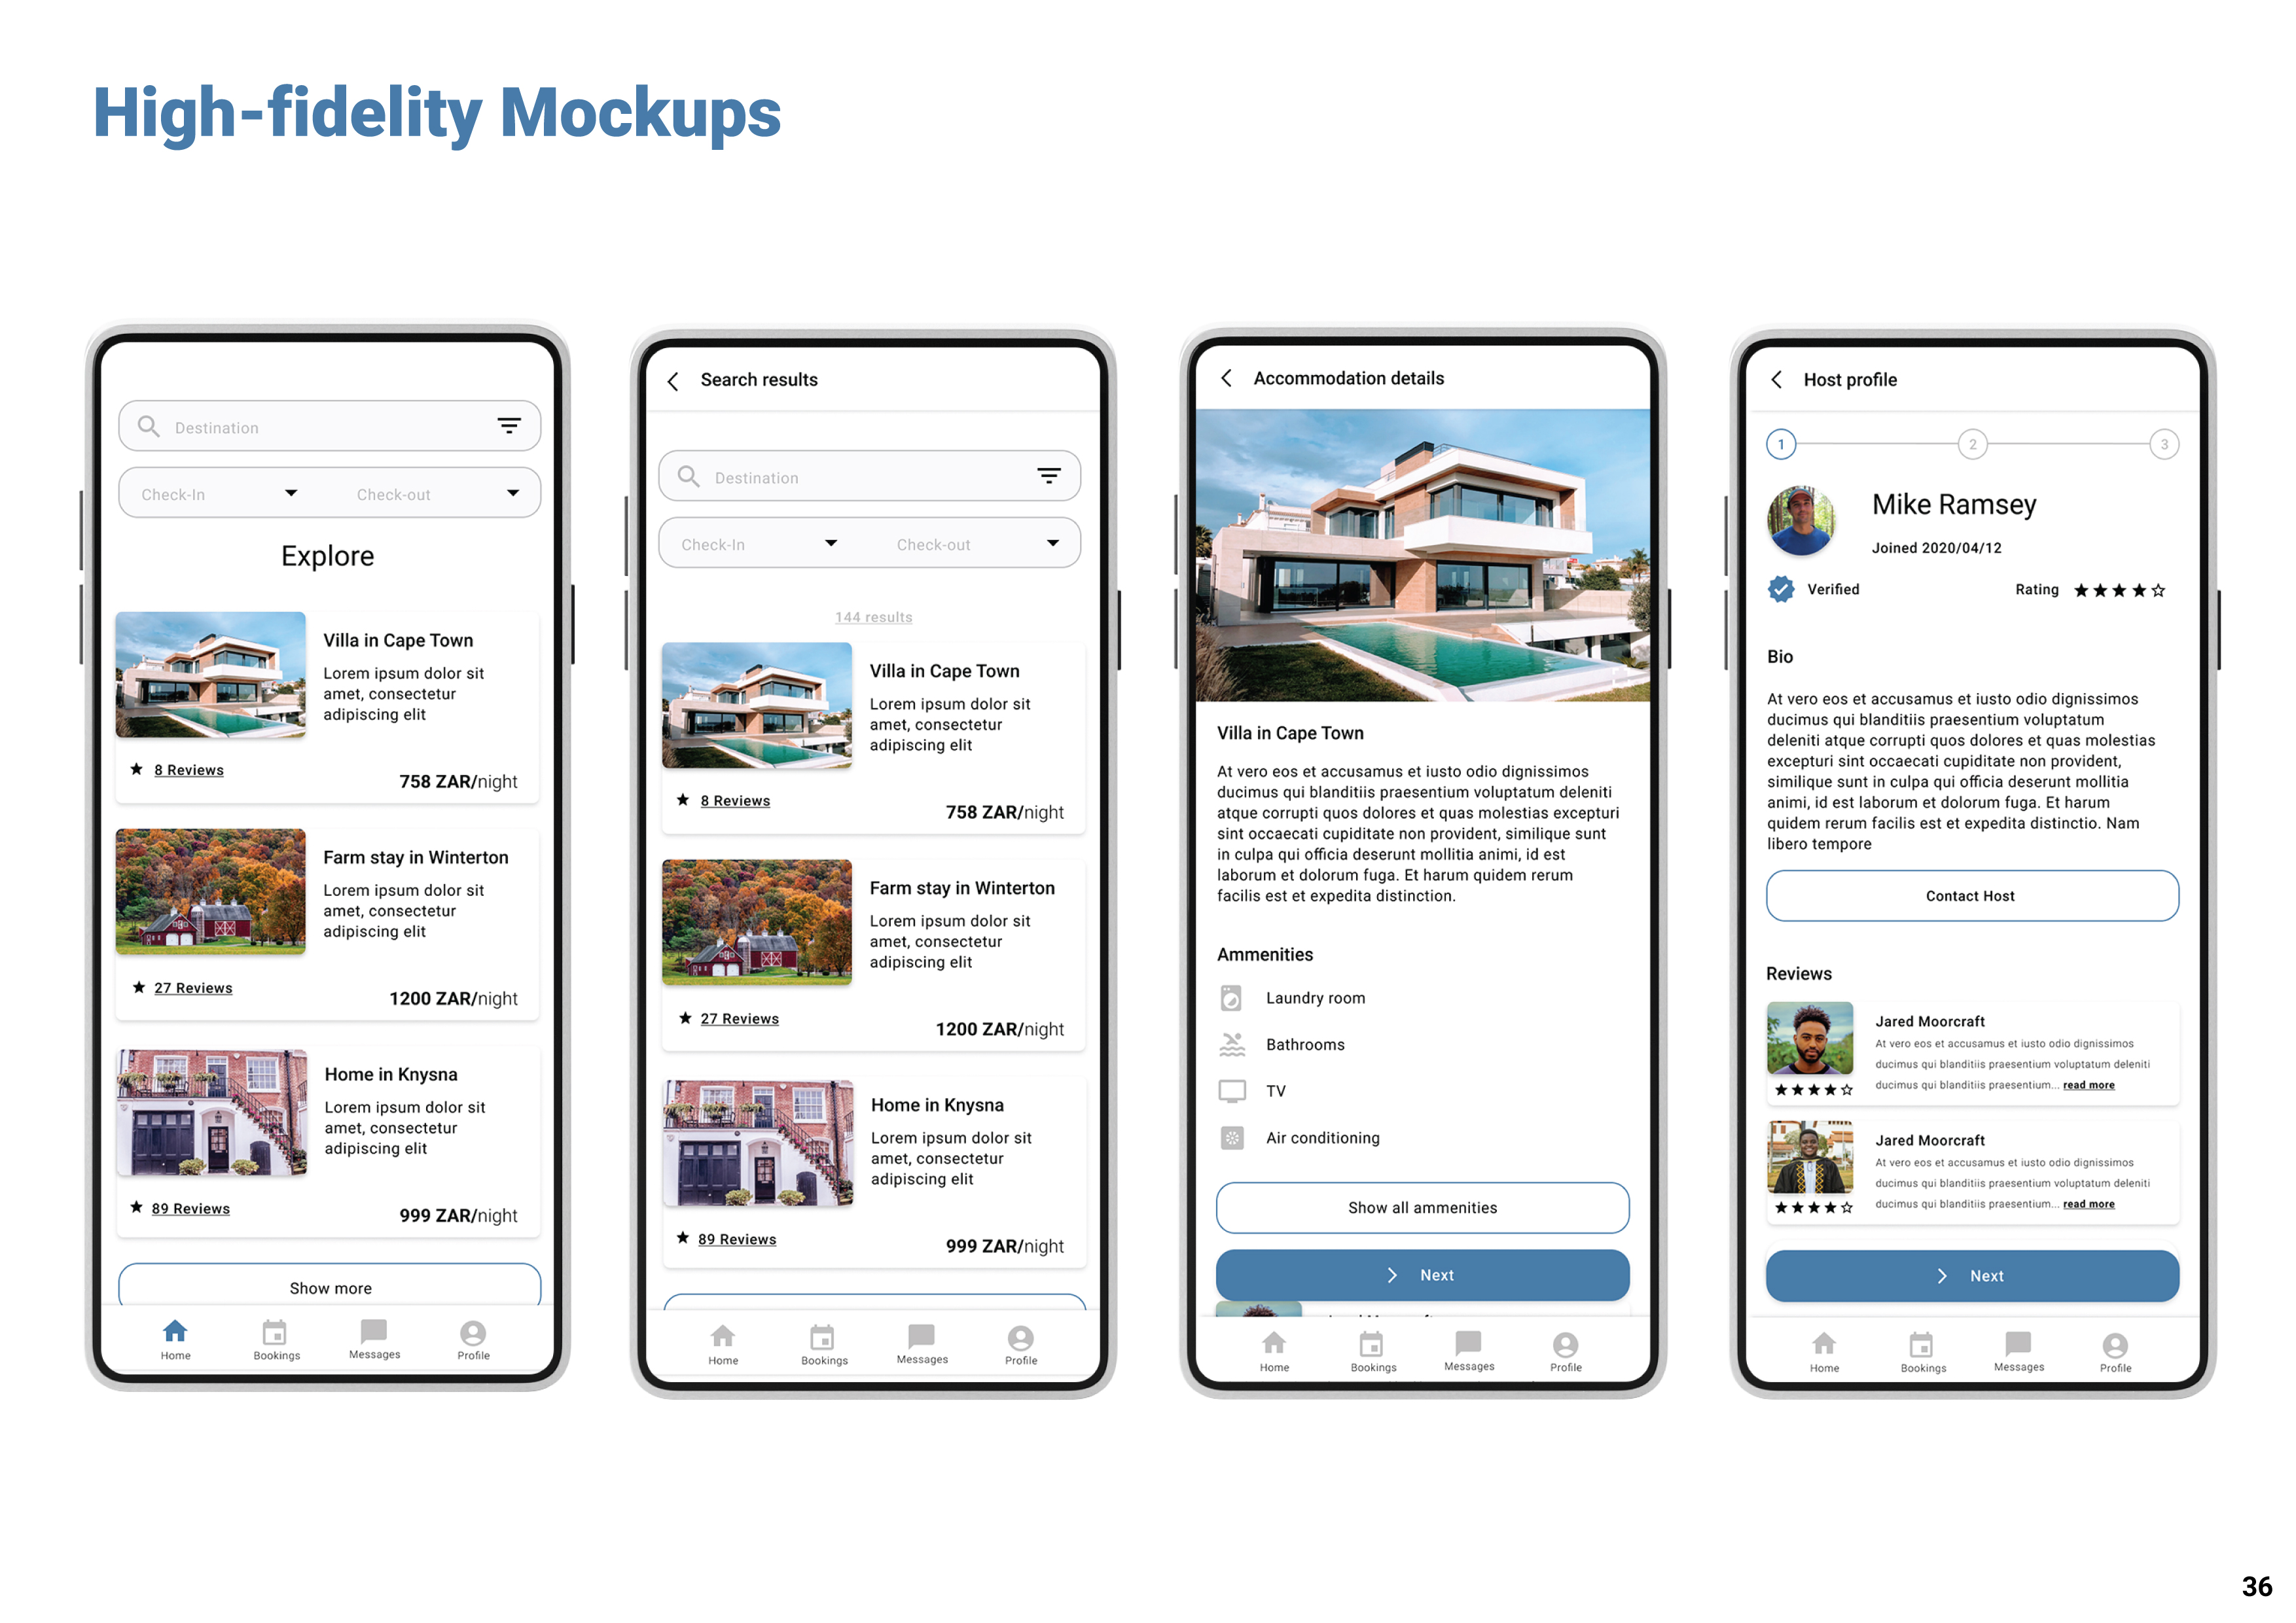 High-fidelity Mockups
Destination
Check-In Check-out
Explore
Villa in Cape Town
Lorem ipsum dolor sit
amet, consectetur
adipiscing elit
8 Reviews
758 ZAR/night
Farm stay in Winterton
Lorem ipsum dolor sit
amet, consectetur
adipiscing elit
27 Reviews
1200 ZAR/night
Home in Knysna
Lorem ipsum dolor sit
amet, consectetur
adipiscing elit
89 Reviews
999 ZAR/night
Show more
Home Bookings Messages Profile
Search results
Destination
Check-In Check-out
144 results
Villa in Cape Town
Lorem ipsum dolor sit
amet, consectetur
adipiscing elit
8 Reviews
758 ZAR/night
Farm stay in Winterton
Lorem ipsum dolor sit
amet, consectetur
adipiscing elit
27 Reviews
1200 ZAR/night
Home in Knysna
Lorem ipsum dolor sit
amet, consectetur
adipiscing elit
89 Reviews
999 ZAR/night
Home Bookings Messages Profile
Accommodation details
Villa in Cape Town
At vero eos et accusamus et iusto odio dignissimos
ducimus qui blanditiis praesentium voluptatum deleniti
atque corrupti quos dolores et quas molestias excepturi
sint occaecati cupiditate non provident, similique sunt
in culpa qui officia deserunt mollitia animi, id est
laborum et dolorum fuga. Et harum quidem rerum
facilis est et expedita distinction.
Ammenities
Laundry room
Bathrooms
TV
Air conditioning
Show all ammenities
Next
Home Bookings Messages Profile
Host profile
1 2 3
Mike Ramsey
Joined 2020/04/12
Verified Rating
Bio
At vero eos et accusamus et iusto odio dignissimos
ducimus qui blanditiis praesentium voluptatum
deleniti atque corrupti quos dolores et quas molestias
excepturi sint occaecati cupiditate non provident,
similique sunt in culpa qui officia deserunt mollitia
animi, id est laborum et dolorum fuga. Et harum
quidem rerum facilis est et expedita distinctio. Nam
libero tempore
Contact Host
Reviews
Jared Moorcraft
At vero eos et accusamus et iusto odio dignissimos
ducimus qui blanditiis praesentium voluptatum deleniti
ducimus qui blanditiis praesentium... read more
Jared Moorcraft
At vero eos et accusamus et iusto odio dignissimos
ducimus qui blanditiis praesentium voluptatum deleniti
ducimus qui blanditiis praesentium... read more
Next
Home Bookings Messages Profile
36